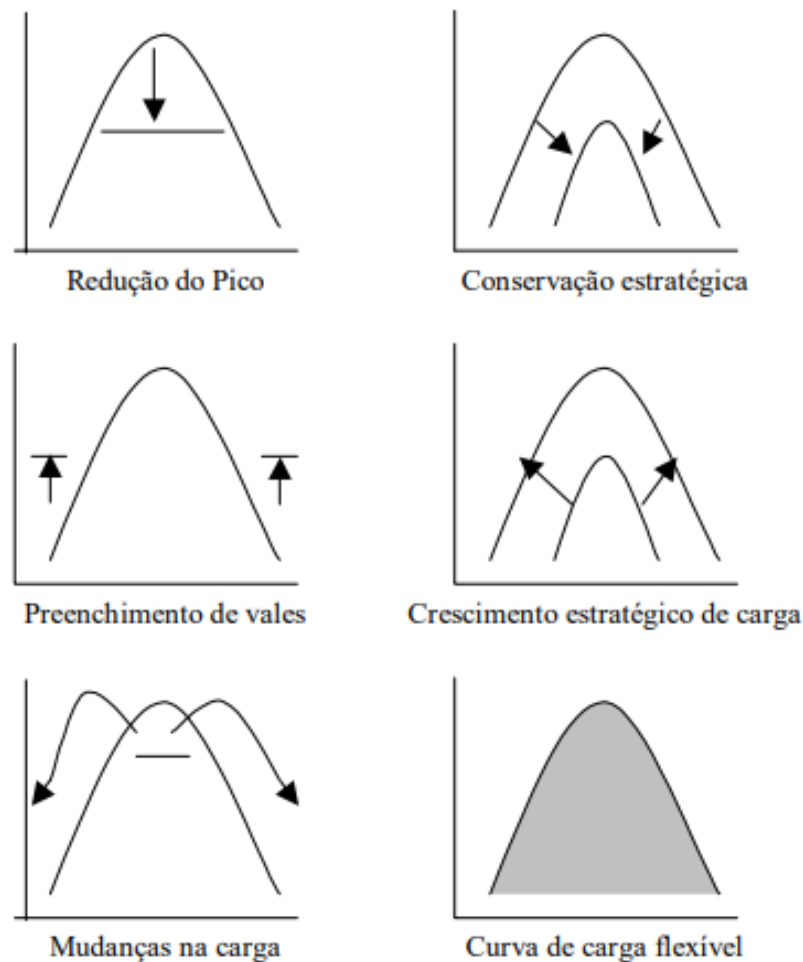 Redução do Pico
Conservação estratégica
Preenchimento de vales
Crescimento estratégico de carga
Mudanças na carga
Curva de carga flexível